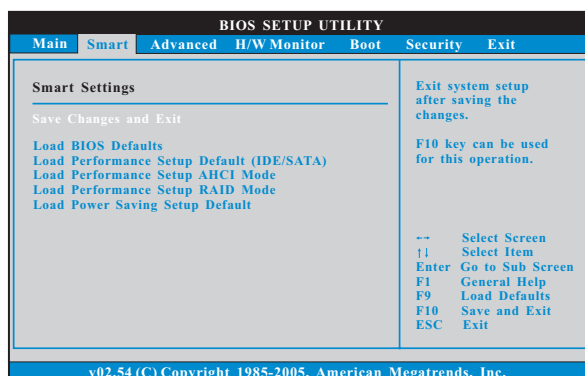 BIOS SETUP UTILITY
Main Smart Advanced H/W Monitor Boot Security Exit
Smart Settings
Save Changes and Exit
Load BIOS Defaults
Load Performance Setup Default (IDE/SATA)
Load Performance Setup AHCI Mode
Load Performance Setup RAID Mode
Load Power Saving Setup Default
Exit system setup
after saving the
changes.
F10 key can be used
for this operation.
←→ Select Screen
↑↓ Select Item
Enter Go to Sub Screen
F1 General Help
F9 Load Defaults
F10 Save and Exit
ESC Exit
v02.54 (C) Copyright 1985-2005, American Megatrends, Inc.